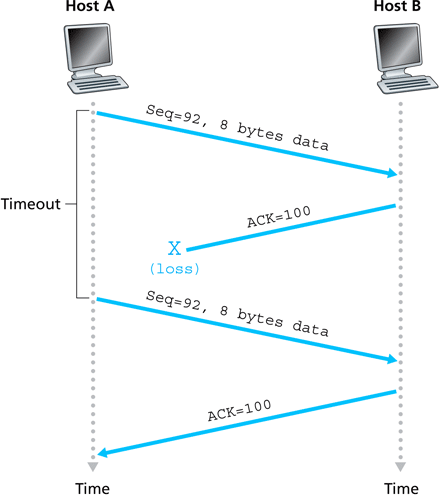 Host A
Host B
Seq=92, 8 bytes data
Timeout
ACK=100
X
(loss)
Seq=92, 8 bytes data
ACK=100
Time
Time